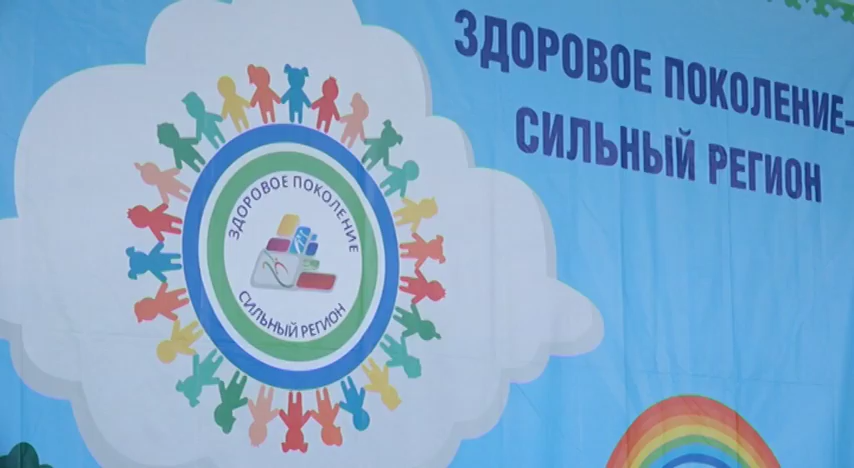 ЗДОРОВОЕ ПОКОЛЕНИЕ-
СИЛЬНЫЙ РЕГИОН
ЗДОРОВОЕ ПОКОЛЕНИЕ
СИЛЬНЫЙ РЕГИОН